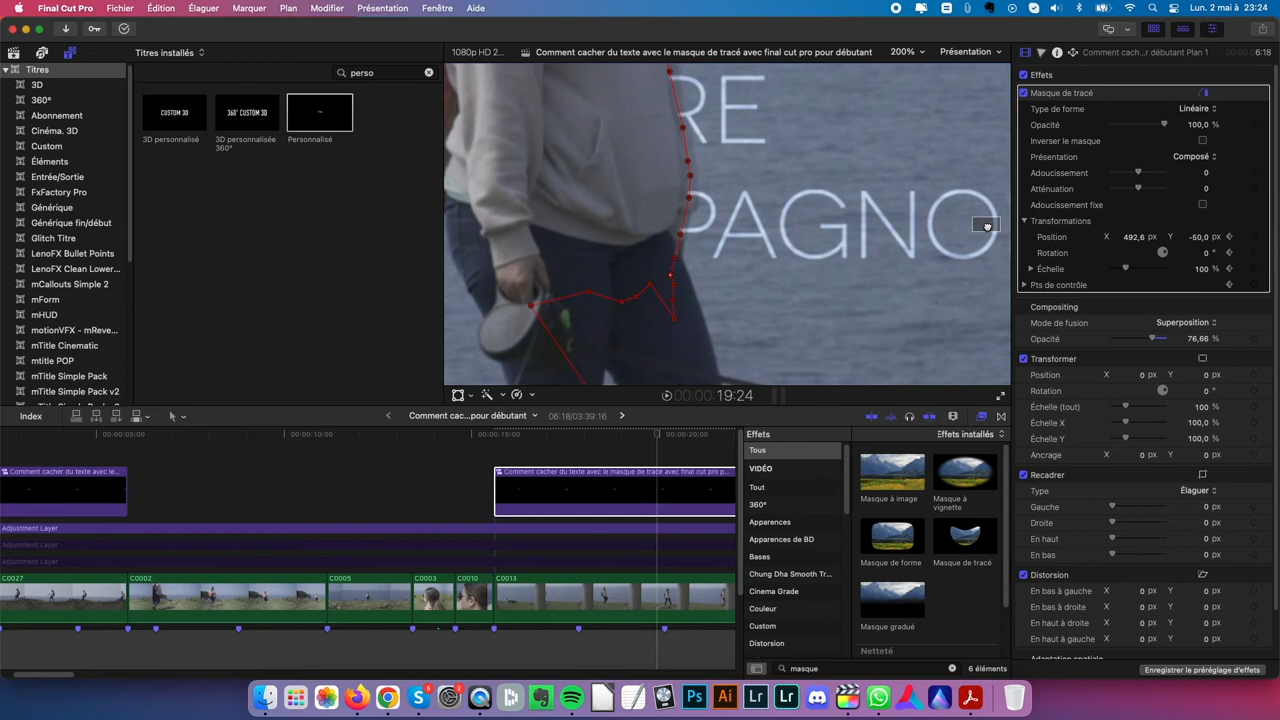 Final Cut Pro Fichier Édition Élaguer Marquer Plan Modifier Présentation Fenêtre Aide Lun. 2 mai à 23:24
Titres installés
1080p HD 2... Comment cacher du texte avec le masque de tracé avec final cut pro pour débutant 200% Présentation
Comment cach...r débutant Plan 1 6:18
Titres
3D
360°
Abonnement
Cinéma. 3D
Custom
Éléments
Entrée/Sortie
FxFactory Pro
Générique
Générique fin/début
Glitch Titre
LenoFX Bullet Points
LenoFX Clean Lower...
mCallouts Simple 2
mForm
mHUD
motionVFX - mReve...
mTitle Cinematic
mtitle POP
mTitle Simple Pack
mTitle Simple Pack v2
mTitle Simple Pack...
perso
CUSTOM 3D
360° CUSTOM 3D
3D personnalisé
3D personnalisée 360°
Personnalisé
RE
PAGNO
19:24
Effets
Masque de tracé
Type de forme Linéaire
Opacité 100,0 %
Inverser le masque
Présentation Composé
Adoucissement 0
Atténuation 0
Adoucissement fixe
Transformations
Position X 492,6 px Y -50,0 px
Rotation 0 °
Échelle 100 %
Pts de contrôle
Compositing
Mode de fusion Superposition
Opacité 76,66 %
Transformer
Position X 0 px Y 0 px
Rotation 0 °
Échelle (tout) 100 %
Échelle X 100,0 %
Échelle Y 100,0 %
Ancrage X 0 px Y 0 px
Recadrer
Type Élaguer
Gauche 0 px
Droite 0 px
En haut 0 px
En bas 0 px
Distorsion
En bas à gauche X 0 px Y 0 px
En bas à droite X 0 px Y 0 px
En haut à droite X 0 px Y 0 px
En haut à gauche X 0 px Y 0 px
Adaptation spatiale
Enregistrer le préréglage d'effets
Index
Comment cac...pour débutant 06:18/03:39:16
00:00:05:00 00:00:10:00 00:00:15:00 00:00:20:00
Comment cacher du texte avec le...
Comment cacher du texte avec le masque de tracé avec final cut pro p...
Adjustment Layer
Adjustment Layer
Adjustment Layer
C0027 C0002 C0005 C0003 C0010 C0013
Effets Effets installés
Tous
VIDÉO
Tout
360°
Apparences
Apparences de BD
Bases
Chung Dha Smooth Tr...
Cinema Grade
Couleur
Custom
Distorsion
Masque à image
Masque à vignette
Masque de forme
Masque de tracé
Masque gradué
Netteté
masque
6 éléments
5
2
Ps Ai Lr Lr